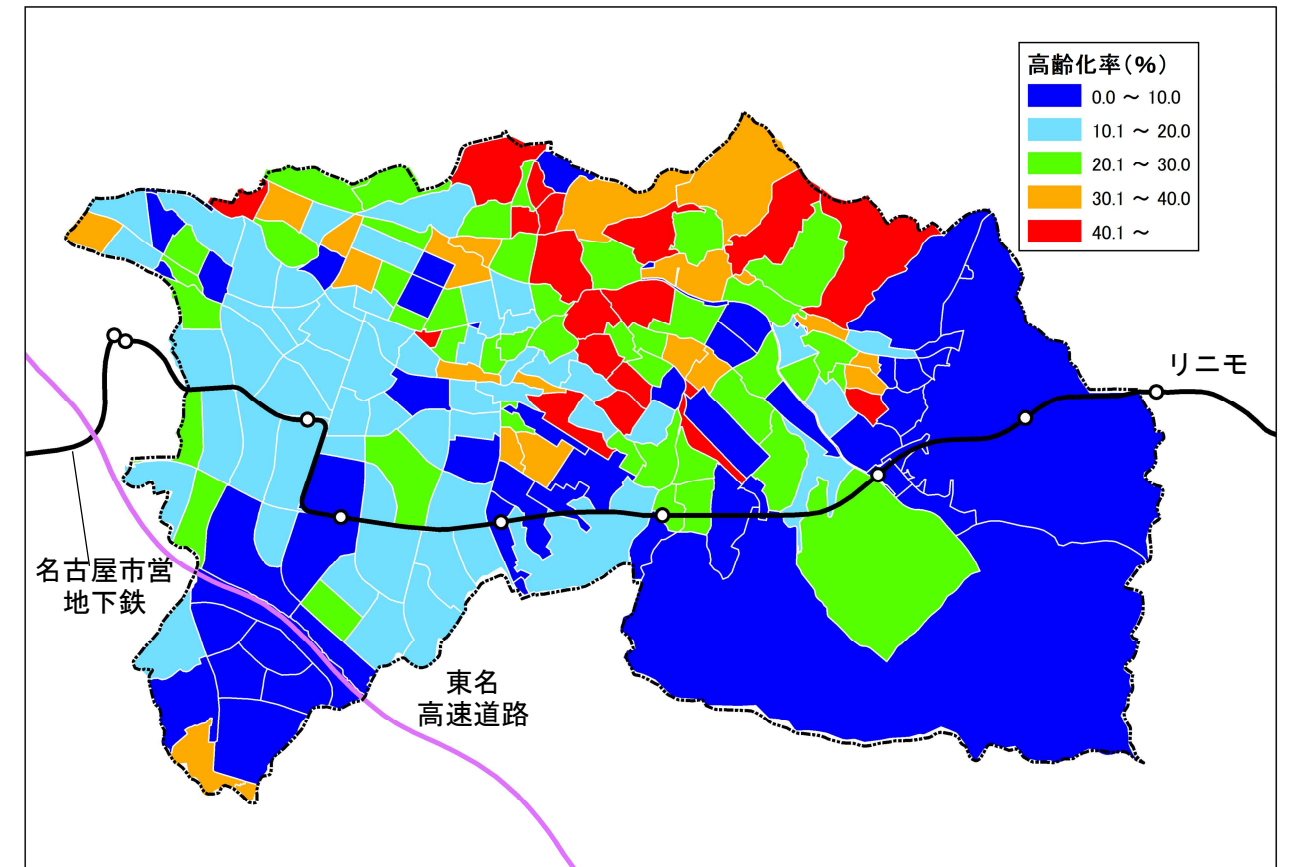 高齢化率(%)
0.0 ～ 10.0
10.1 ～ 20.0
20.1 ～ 30.0
30.1 ～ 40.0
40.1 ～
リニモ
名古屋市営
地下鉄
東名
高速道路